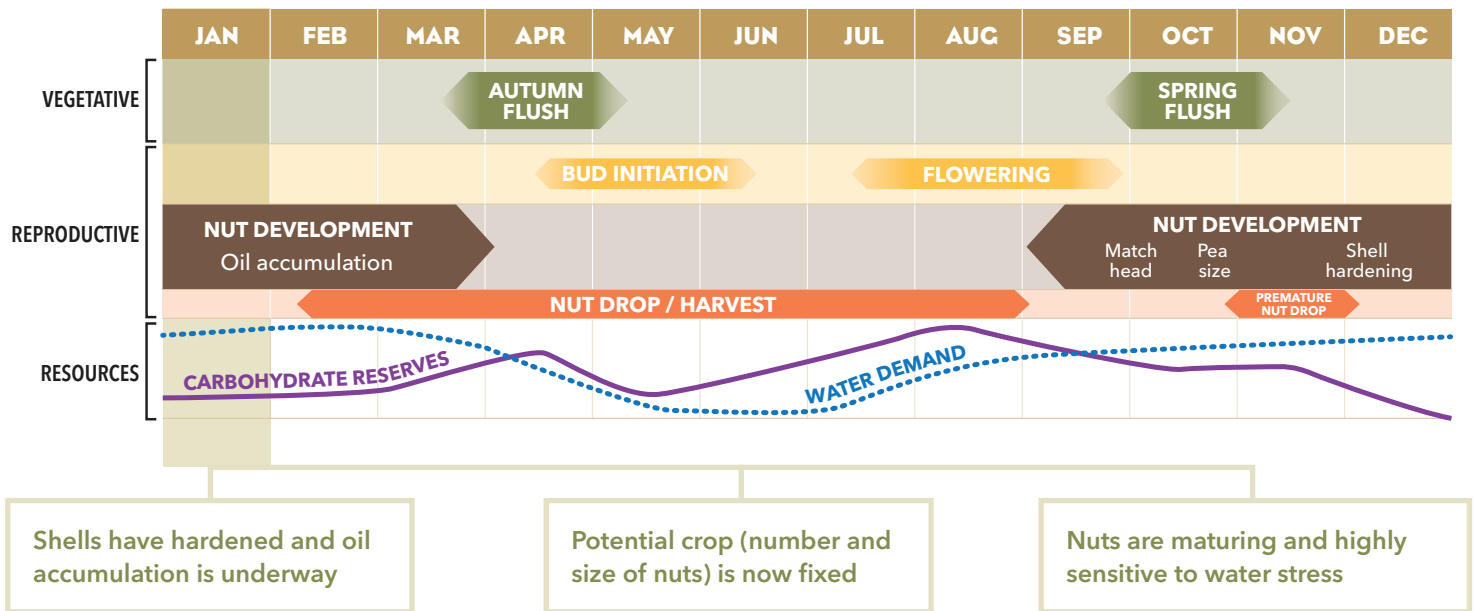 JAN FEB MAR APR MAY JUN JUL AUG SEP OCT NOV DEC
VEGETATIVE
AUTUMN
FLUSH
SPRING
FLUSH
REPRODUCTIVE
BUD INITIATION
FLOWERING
NUT DEVELOPMENT
Oil accumulation
NUT DEVELOPMENT
Match
head
Pea
size
Shell
hardening
NUT DROP / HARVEST
PREMATURE
NUT DROP
RESOURCES
CARBOHYDRATE RESERVES
WATER DEMAND
Shells have hardened and oil
accumulation is underway
Potential crop (number and
size of nuts) is now fixed
Nuts are maturing and highly
sensitive to water stress